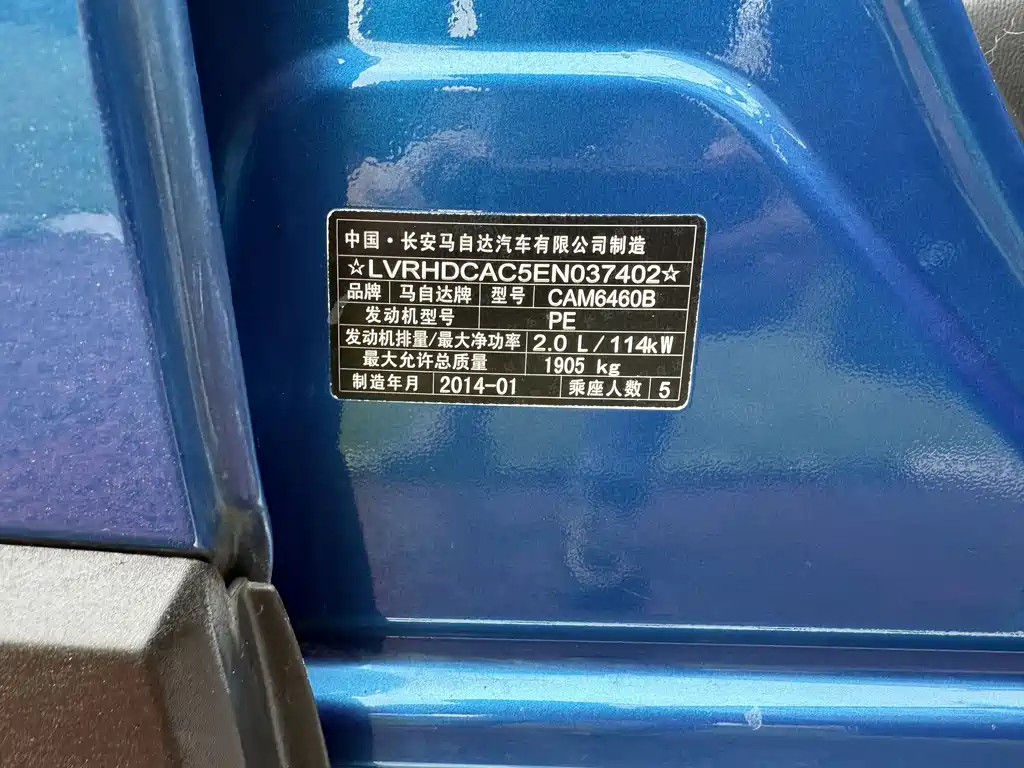 中国·长安马自达汽车有限公司制造
☆LVRHDCAC5EN037402☆
品牌 马自达牌 型号 CAM6460B
发动机型号 PE
发动机排量/最大净功率 2.0 L/114kW
最大允许总质量 1905 kg
制造年月 2014-01 乘座人数 5